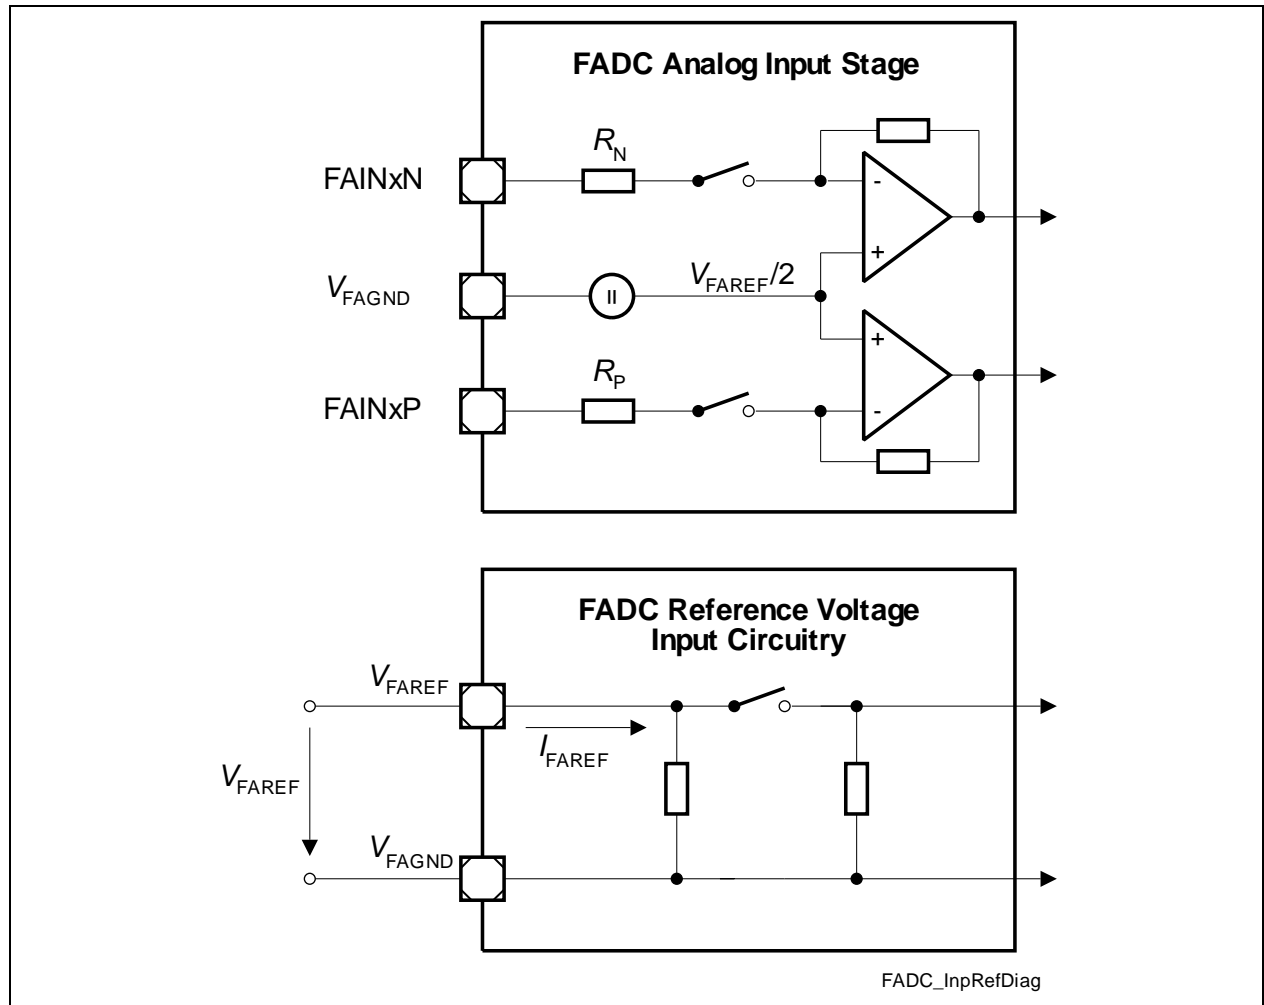 FADC Analog Input Stage
R_N
FAINxN
-
+
V_FAGND
V_FAREF/2
+
R_P
FAINxP
-
FADC Reference Voltage
Input Circuitry
V_FAREF
I_FAREF
V_FAREF
V_FAGND
FADC_InpRefDiag